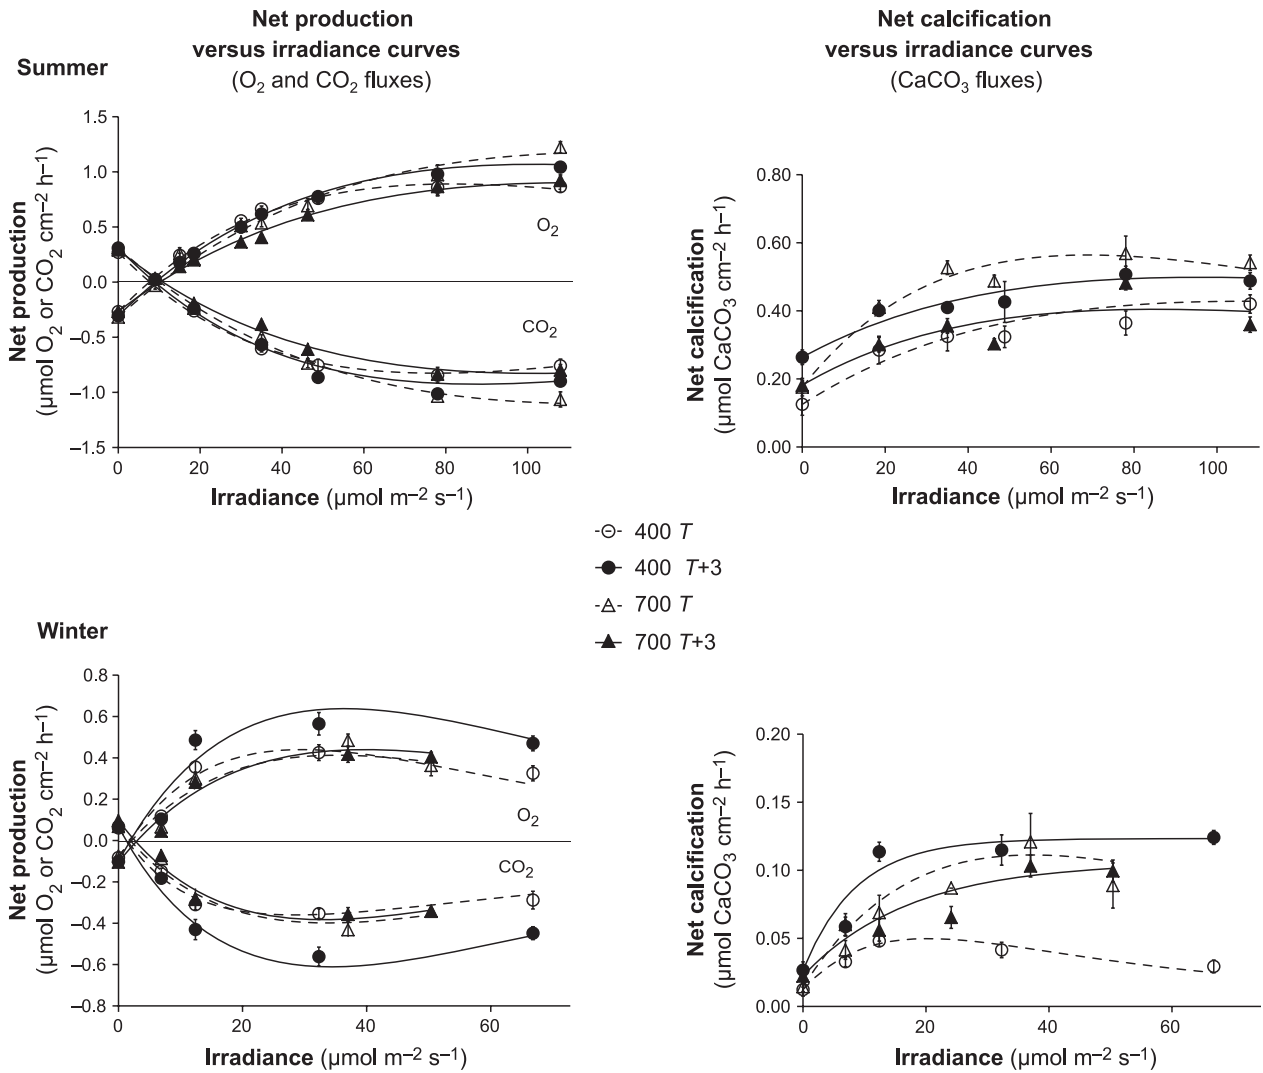 Net production
versus irradiance curves
(O2 and CO2 fluxes)
Net calcification
versus irradiance curves
(CaCO3 fluxes)
Summer
Net production
(µmol O2 or CO2 cm–2 h–1)
1.5
1.0
0.5
0.0
–0.5
–1.0
–1.5
O2
CO2
0 20 40 60 80 100
Irradiance (µmol m–2 s–1)
Net calcification
(µmol CaCO3 cm–2 h–1)
0.80
0.60
0.40
0.20
0.00
0 20 40 60 80 100
Irradiance (µmol m–2 s–1)
400 T
400 T+3
700 T
700 T+3
Winter
Net production
(µmol O2 or CO2 cm–2 h–1)
0.8
0.6
0.4
0.2
0.0
–0.2
–0.4
–0.6
–0.8
O2
CO2
0 20 40 60
Irradiance (µmol m–2 s–1)
Net calcification
(µmol CaCO3 cm–2 h–1)
0.20
0.15
0.10
0.05
0.00
0 20 40 60
Irradiance (µmol m–2 s–1)